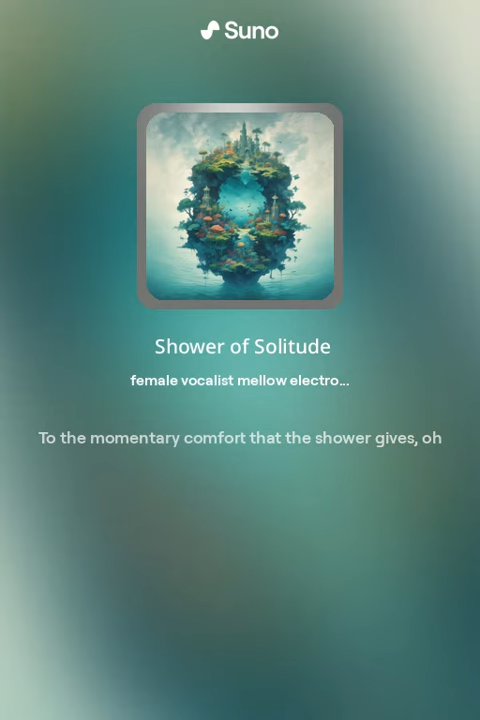 Suno
Shower of Solitude
female vocalist mellow electro...
To the momentary comfort that the shower gives, oh